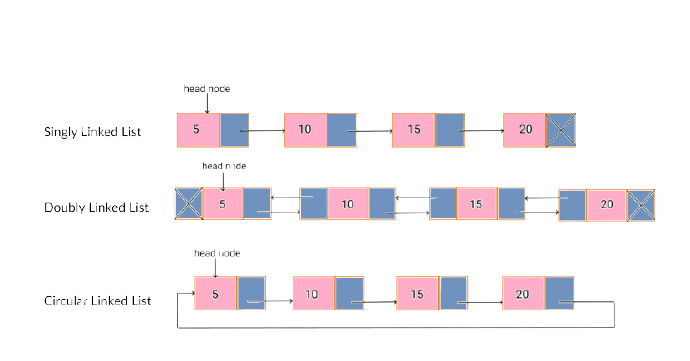 head node
Singly Linked List
5 10 15 20
head node
Doubly Linked List
5 10 15 20
head node
Circular Linked List
5 10 15 20